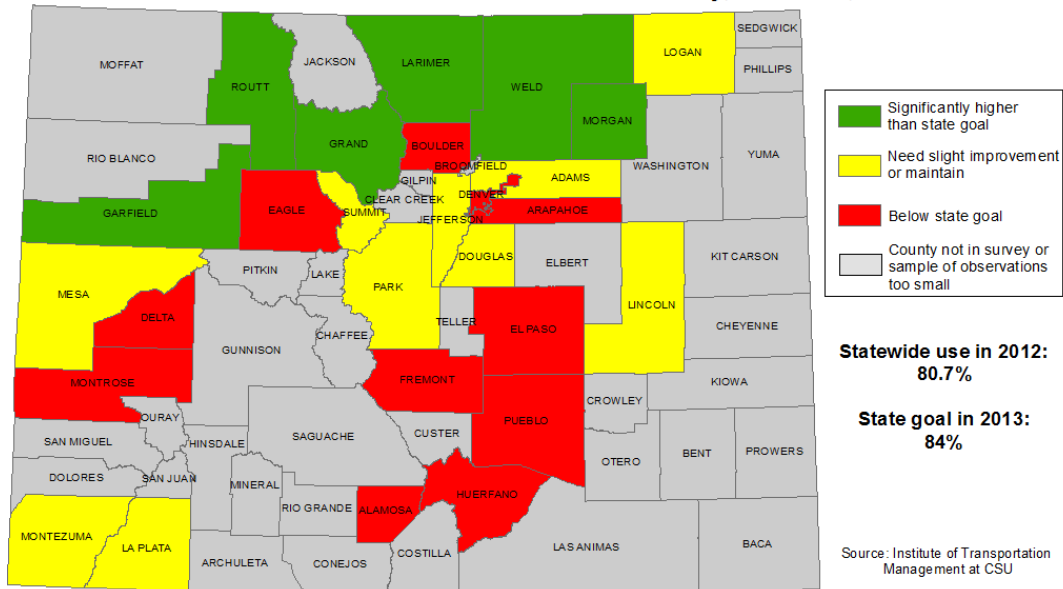 SEDGWICK
LOGAN
MOFFAT
JACKSON
LARIMER
PHILLIPS
ROUTT
WELD
MORGAN
GRAND
BOULDER
YUMA
RIO BLANCO
BROOMFIELD
WASHINGTON
GILPIN
ADAMS
CLEAR CREEK
DENVER
GARFIELD
EAGLE
SUMMIT
JEFFERSON
ARAPAHOE
DOUGLAS
KIT CARSON
PITKIN
LAKE
ELBERT
PARK
MESA
LINCOLN
DELTA
TELLER
EL PASO
CHEYENNE
CHAFFEE
GUNNISON
MONTROSE
FREMONT
KIOWA
CROWLEY
OURAY
PUEBLO
SAN MIGUEL
HINSDALE
SAGUACHE
CUSTER
BENT
PROWERS
OTERO
DOLORES
SAN JUAN
MINERAL
HUERFANO
RIO GRANDE
ALAMOSA
MONTEZUMA
LA PLATA
LAS ANIMAS
BACA
COSTILLA
ARCHULETA
CONEJOS
Significantly higher
than state goal
Need slight improvement
or maintain
Below state goal
County not in survey or
sample of observations
too small
Statewide use in 2012:
80.7%
State goal in 2013:
84%
Source: Institute of Transportation
Management at CSU